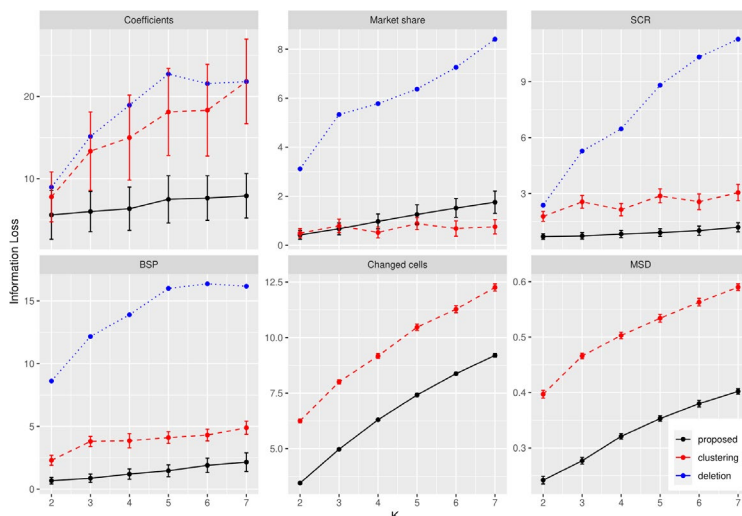 Coefficients Market share SCR
20
10
8
6
4
2
0
9
6
3
Information Loss
BSP Changed cells MSD
15
10
5
0
12.5
10.0
7.5
5.0
0.6
0.5
0.4
0.3
proposed
clustering
deletion
2 3 4 5 6 7 2 3 4 5 6 7 2 3 4 5 6 7
K